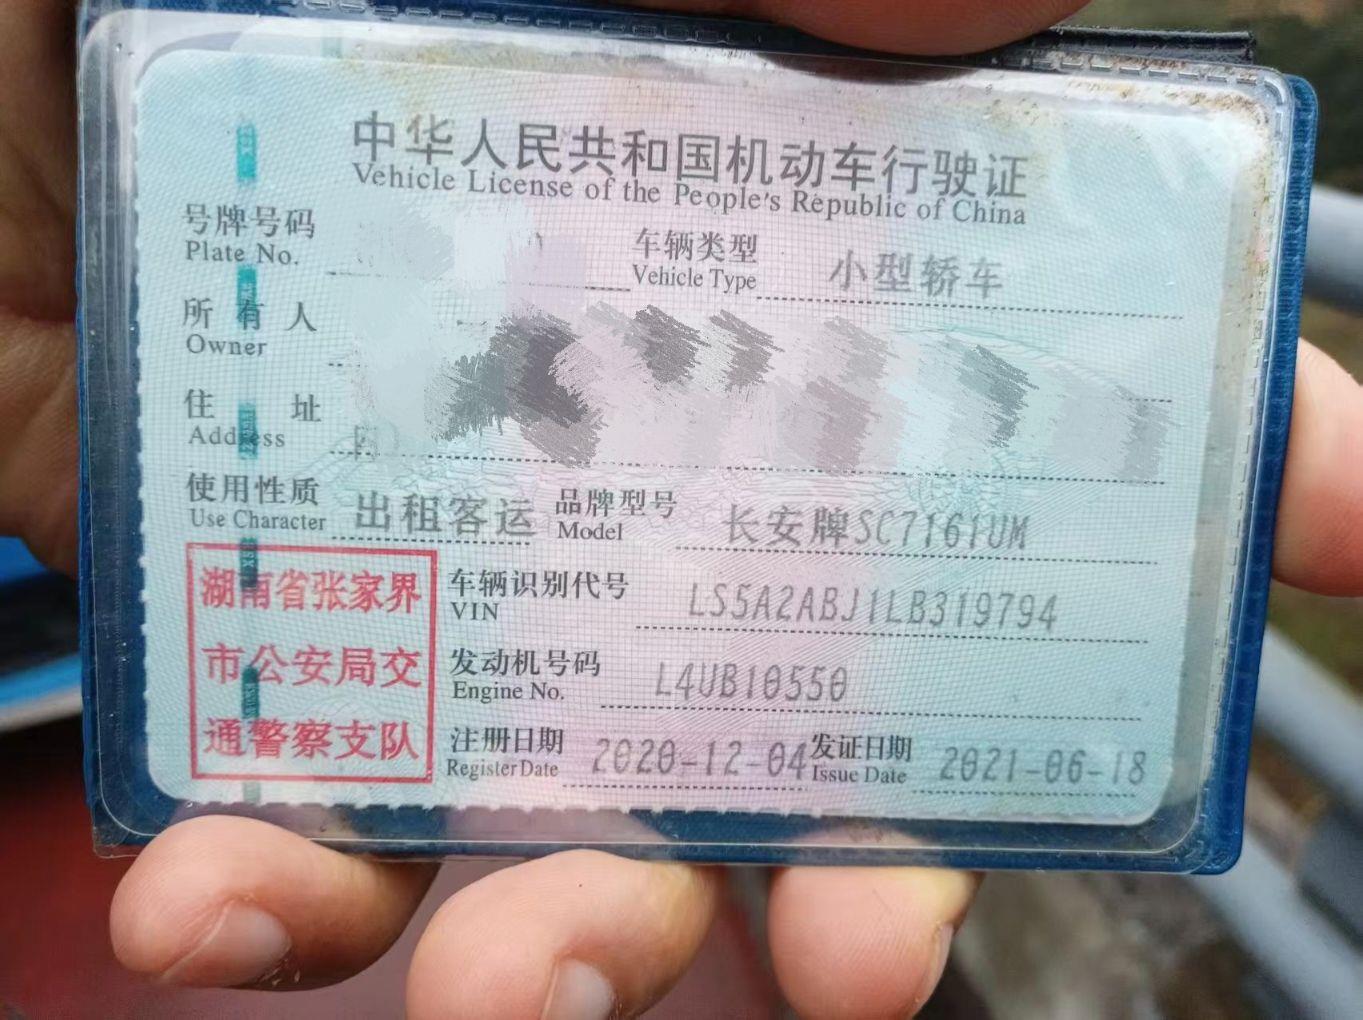 中华人民共和国机动车行驶证
Vehicle License of the People's Republic of China
号牌号码 车辆类型 小型轿车
Plate No. Vehicle Type
所有人
Owner
住址
Address
使用性质 出租客运 品牌型号 长安牌SC7161UM
Use Character Model
湖南省张家界
市公安局交
通警察支队
车辆识别代号 LS5A2ABJ1LB319794
VIN
发动机号码 L4UB10550
Engine No.
注册日期 2020-12-04 发证日期 2021-06-18
Register Date Issue Date